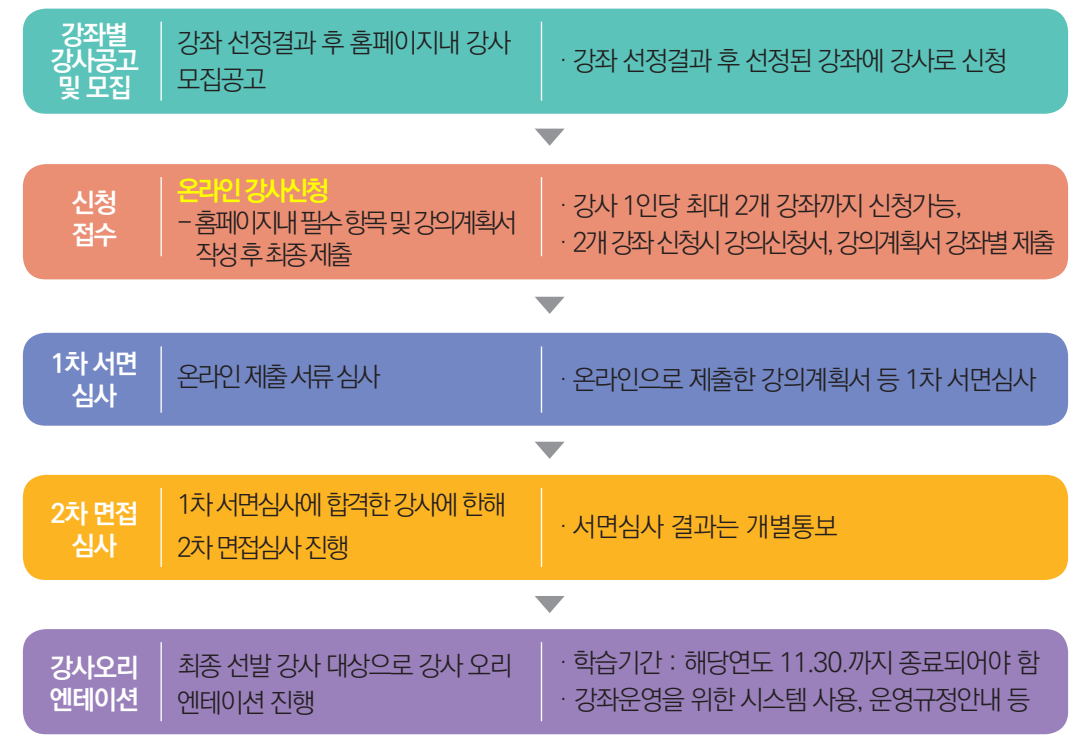 강좌별
강사공고
및 모집
강좌 선정결과 후 홈페이지내 강사
모집공고
· 강좌 선정결과 후 선정된 강좌에 강사로 신청
신청
접수
온라인 강사신청
– 홈페이지내 필수 항목 및 강의계획서
작성 후 최종 제출
· 강사 1인당 최대 2개 강좌까지 신청가능,
· 2개 강좌 신청시 강의신청서, 강의계획서 강좌별 제출
1차 서면
심사
온라인 제출 서류 심사
· 온라인으로 제출한 강의계획서 등 1차 서면심사
2차 면접
심사
1차 서면심사에 합격한 강사에 한해
2차 면접심사 진행
· 서면심사 결과는 개별통보
강사오리
엔테이션
최종 선발 강사 대상으로 강사 오리
엔테이션 진행
· 학습기간 : 해당연도 11.30.까지 종료되어야 함
· 강좌운영을 위한 시스템 사용, 운영규정안내 등